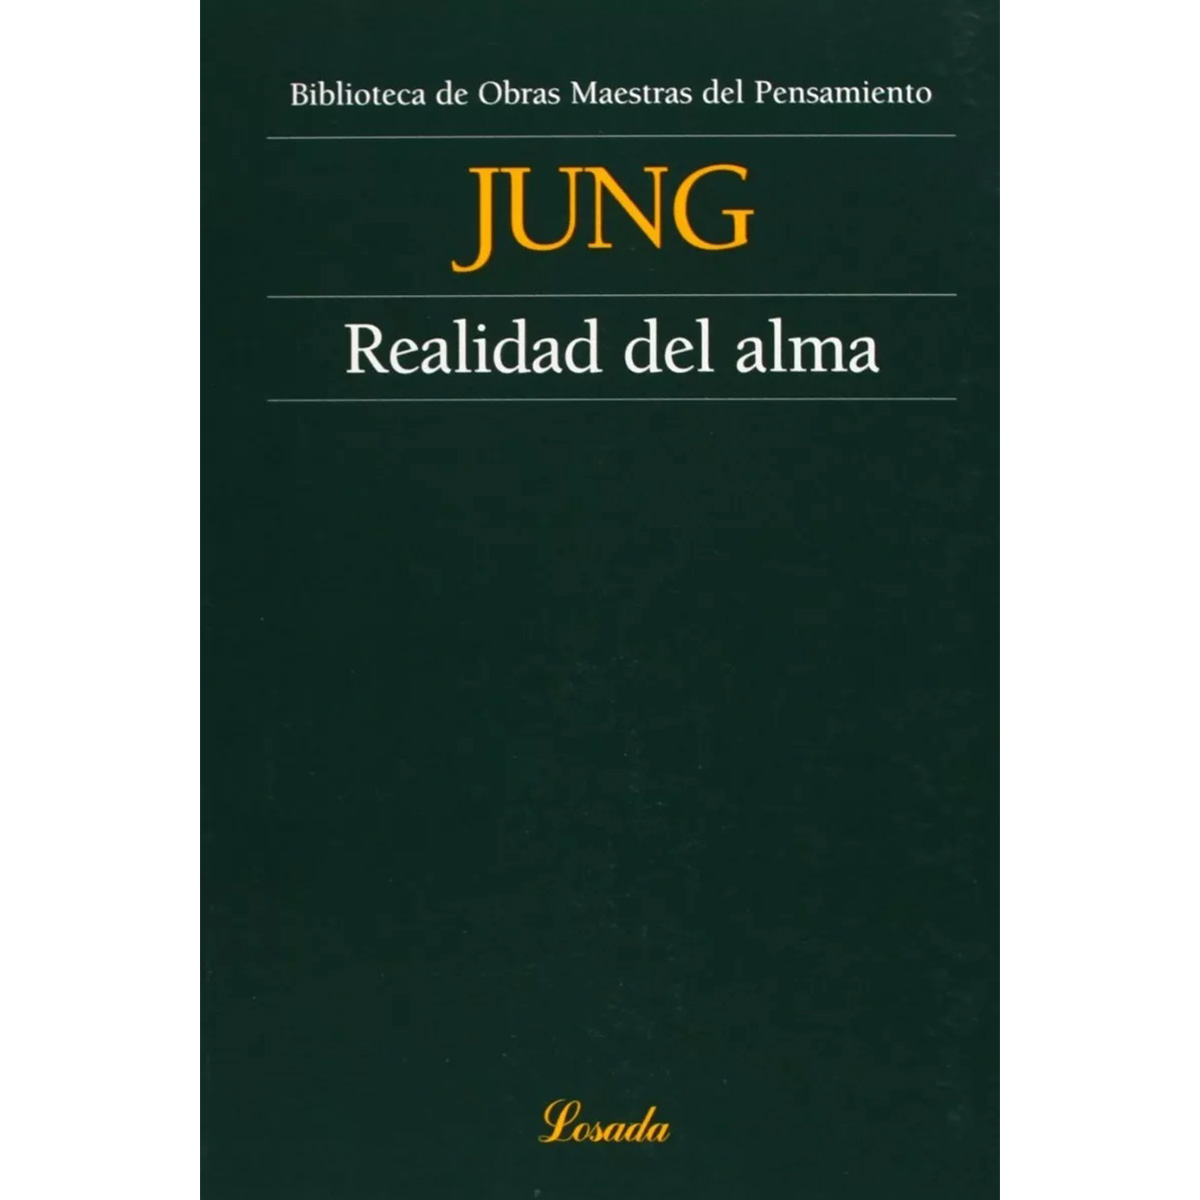 Biblioteca de Obras Maestras del Pensamiento
JUNG
Realidad del alma
Losada